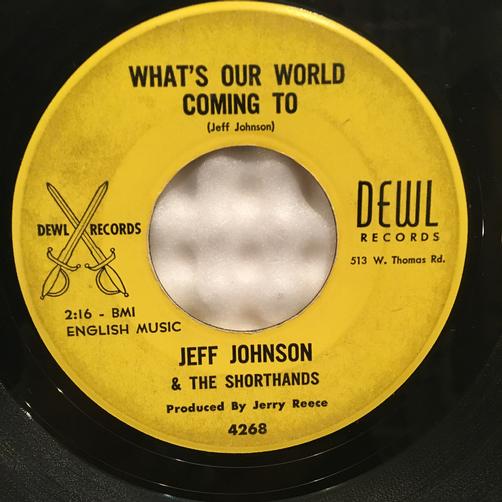 WHAT'S OUR WORLD
COMING TO
(Jeff Johnson)
DEWL RECORDS
DEWL
RECORDS
513 W. Thomas Rd.
2:16 - BMI
ENGLISH MUSIC
JEFF JOHNSON
& THE SHORTHANDS
Produced By Jerry Reece
4268